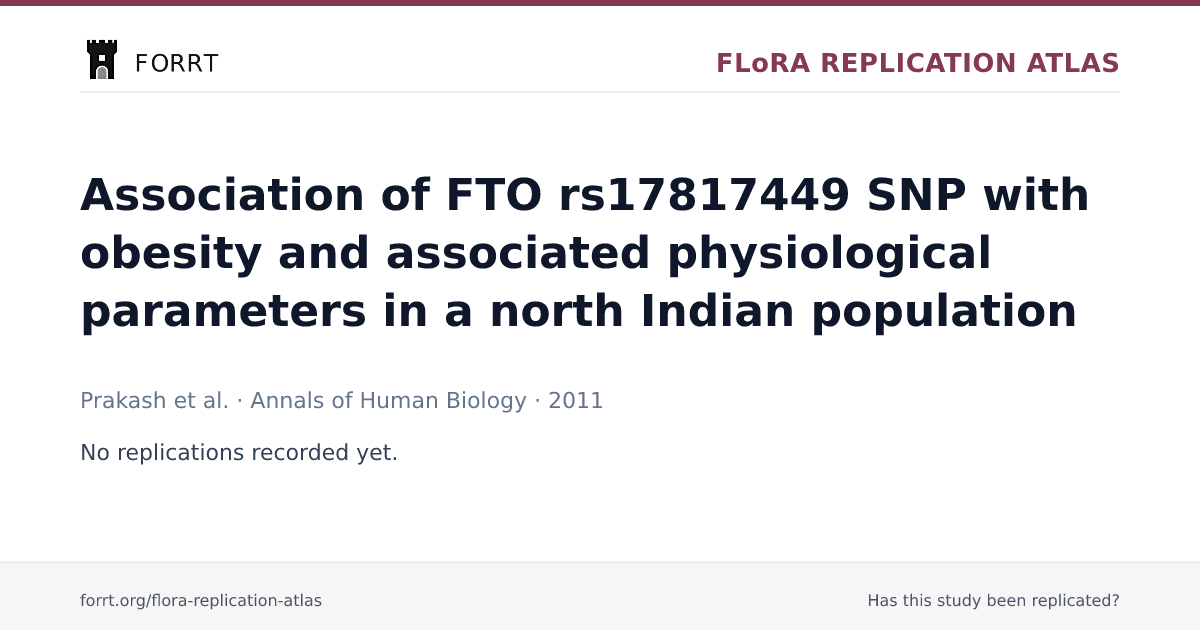 FORRT
FLoRA REPLICATION ATLAS
Association of FTO rs17817449 SNP with
obesity and associated physiological
parameters in a north Indian population
Prakash et al. · Annals of Human Biology · 2011
No replications recorded yet.
forrt.org/flora-replication-atlas
Has this study been replicated?